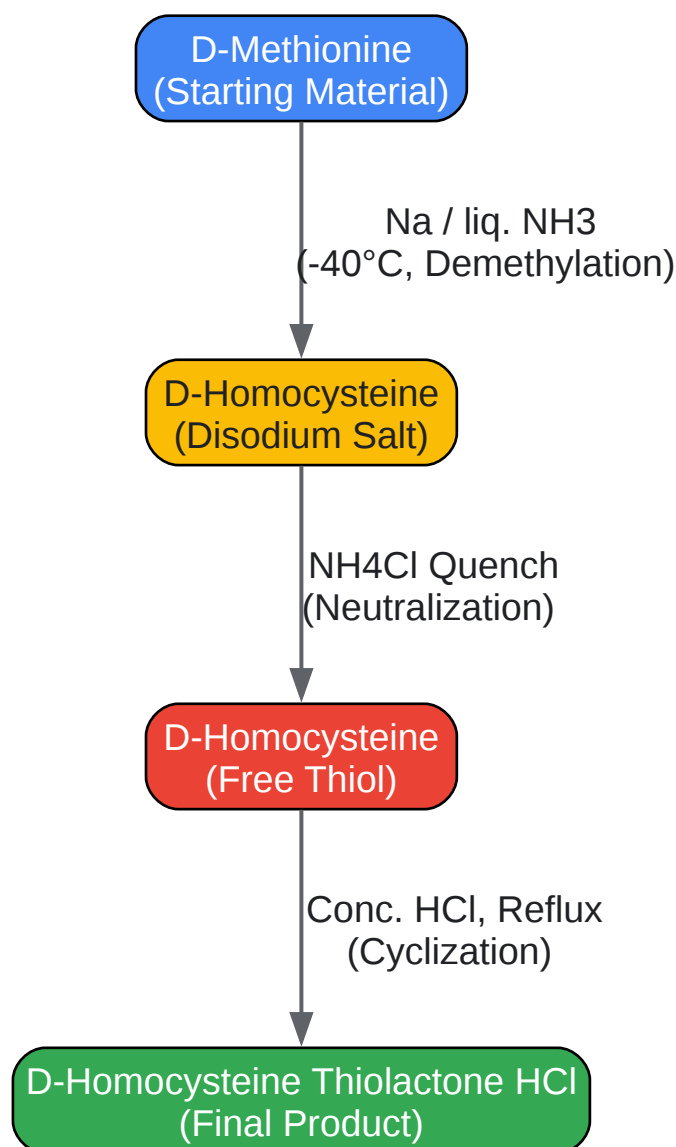 D-Methionine
(Starting Material)
Na / liq. NH3
(-40°C, Demethylation)
D-Homocysteine
(Disodium Salt)
NH4Cl Quench
(Neutralization)
D-Homocysteine
(Free Thiol)
Conc. HCl, Reflux
(Cyclization)
D-Homocysteine Thiolactone HCl
(Final Product)